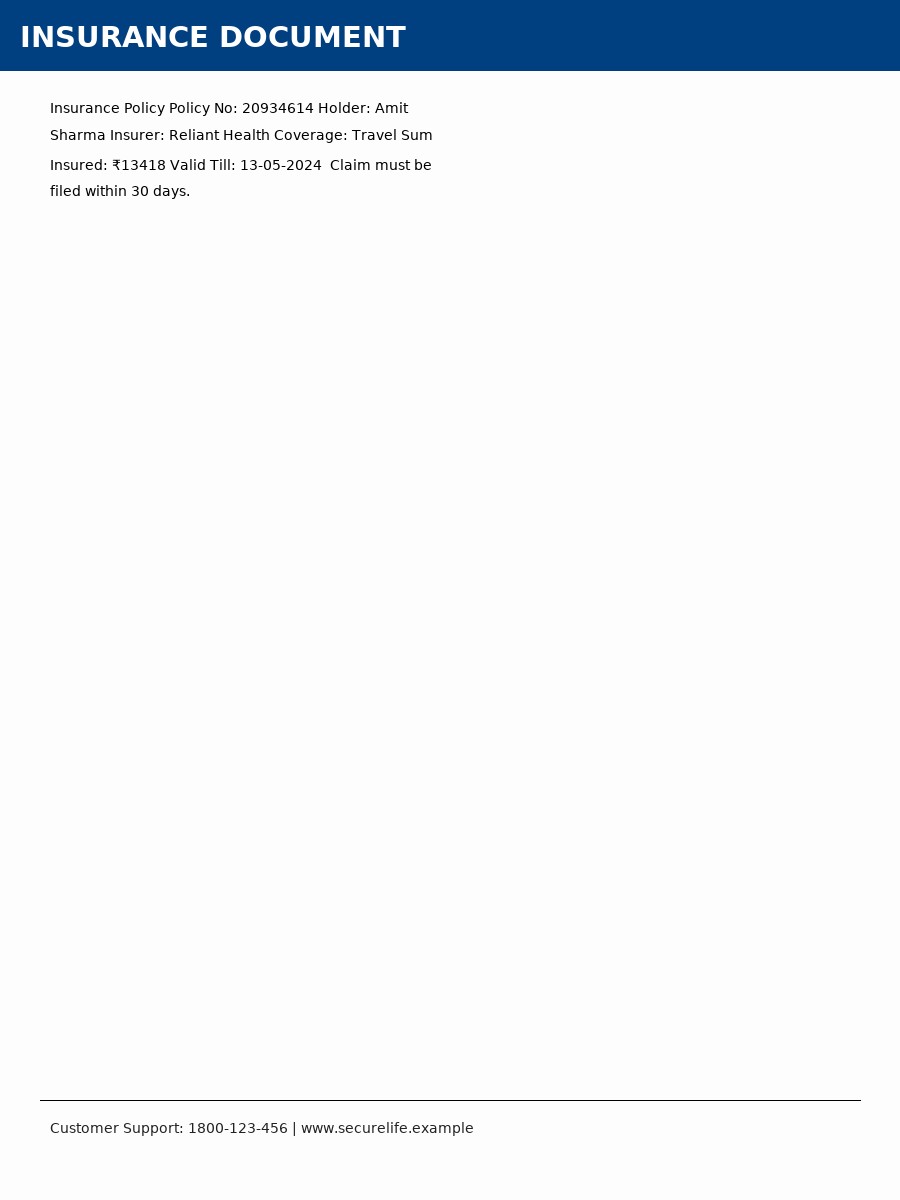 INSURANCE DOCUMENT
Insurance Policy Policy No: 20934614 Holder: Amit
Sharma Insurer: Reliant Health Coverage: Travel Sum
Insured: ₹13418 Valid Till: 13-05-2024  Claim must be
filed within 30 days.
Customer Support: 1800-123-456 | www.securelife.example